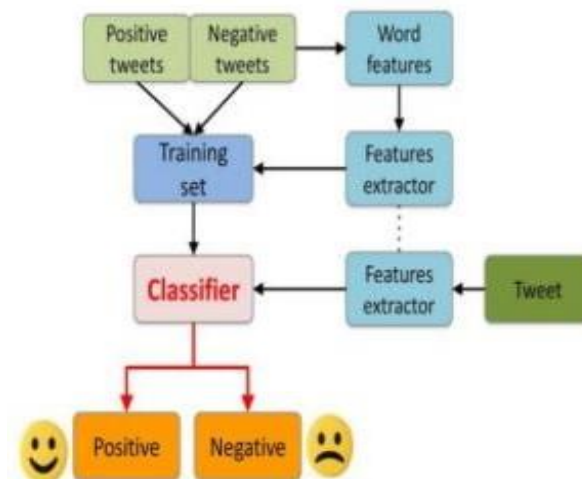 Positive
tweets
Negative
tweets
Word
features
Training
set
Features
extractor
Classifier
Features
extractor
Tweet
Positive
Negative